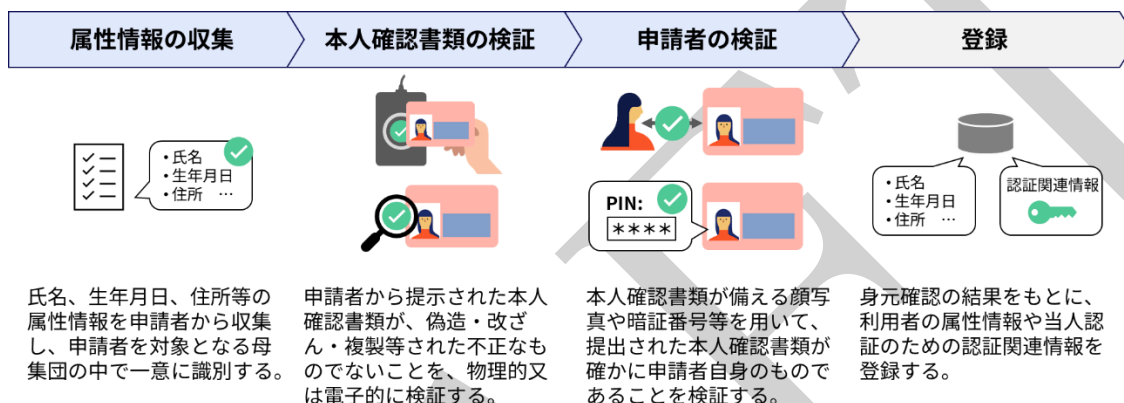 属性情報の収集
本人確認書類の検証
申請者の検証
登録
・氏名
・生年月日
・住所 …
PIN:
****
・氏名
・生年月日
・住所 …
認証関連情報
氏名、生年月日、住所等の
属性情報を申請者から収集
し、申請者を対象となる母
集団の中で一意に識別する。
申請者から提示された本人
確認書類が、偽造・改ざ
ん・複製等された不正なも
のでないことを、物理的又
は電子的に検証する。
本人確認書類が備える顔写
真や暗証番号等を用いて、
提出された本人確認書類が
確かに申請者自身のもので
あることを検証する。
身元確認の結果をもとに、
利用者の属性情報や当人認
証のための認証関連情報を
登録する。